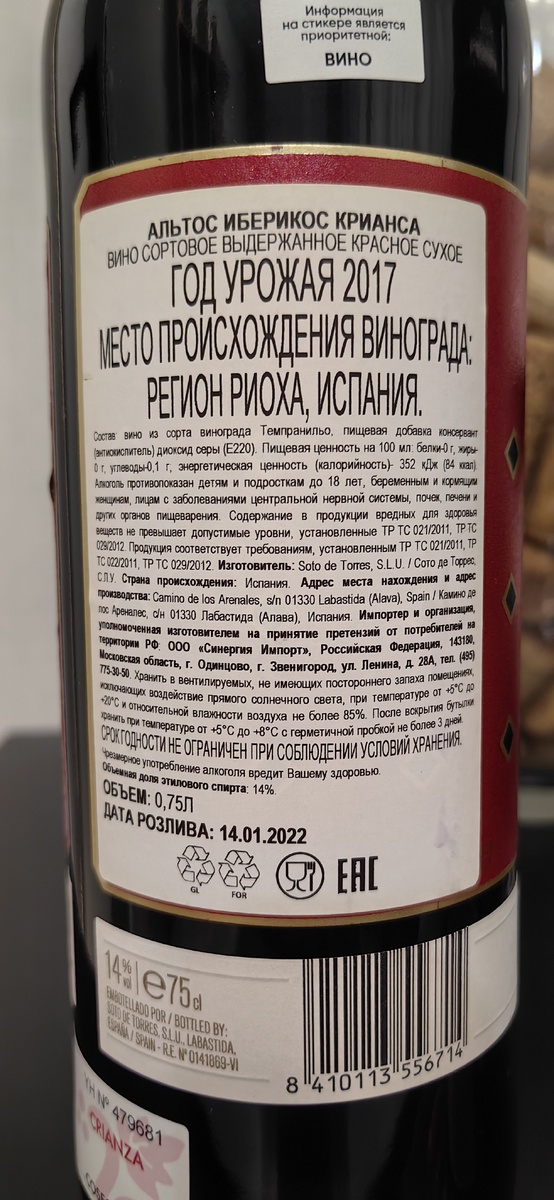 Информация
на стикере является
приоритетной:
ВИНО
АЛЬТОС ИБЕРИКОС КРИАНСА
ВИНО СОРТОВОЕ ВЫДЕРЖАННОЕ КРАСНОЕ СУХОЕ
ГОД УРОЖАЯ 2017
МЕСТО ПРОИСХОЖДЕНИЯ ВИНОГРАДА:
РЕГИОН РИОХА, ИСПАНИЯ.
Состав: вино из сорта винограда Темпранильо, пищевая добавка консервант
(антиокислитель) диоксид серы (Е220). Пищевая ценность на 100 мл: белки-0 г, жиры-
0 г, углеводы-0,1 г, энергетическая ценность (калорийность)- 352 кДж (84 ккал).
Алкоголь противопоказан детям и подросткам до 18 лет, беременным и кормящим
женщинам, лицам с заболеваниями центральной нервной системы, почек, печени и
других органов пищеварения. Содержание в продукции вредных для здоровья
веществ не превышает допустимые уровни, установленные ТР ТС 021/2011, ТР ТС
029/2012. Продукция соответствует требованиям, установленным ТР ТС 021/2011, ТР
ТС 022/2011, ТР ТС 029/2012. Изготовитель: Soto de Torres, S.L.U. / Сото де Торрес,
С.Л.У. Страна происхождения: Испания. Адрес места нахождения и адрес
производства: Camino de los Arenales, s/n 01330 Labastida (Alava), Spain / Камино де
лос Ареналес, с/н 01330 Лабастида (Алава), Испания. Импортер и организация,
уполномоченная изготовителем на принятие претензий от потребителей на
территории РФ: ООО «Синергия Импорт», Российская Федерация, 143180,
Московская область, г. Одинцово, г. Звенигород, ул. Ленина, д. 28А, тел. (495)
775-30-50. Хранить в вентилируемых, не имеющих постороннего запаха помещениях,
исключающих воздействие прямого солнечного света, при температуре от +5°С до
+20°С и относительной влажности воздуха не более 85%. После вскрытия бутылки
хранить при температуре от +5°С до +8°С с герметичной пробкой не более 3 дней.
СРОК ГОДНОСТИ НЕ ОГРАНИЧЕН ПРИ СОБЛЮДЕНИИ УСЛОВИЙ ХРАНЕНИЯ.
Чрезмерное употребление алкоголя вредит Вашему здоровью.
Объемная доля этилового спирта: 14%.
ОБЪЕМ: 0,75Л
ДАТА РОЗЛИВА: 14.01.2022
GL FOR EAC
14% vol e75 cl
EMBOTELLADO POR / BOTTLED BY:
SOTO DE TORRES, S.L.U., LABASTIDA,
ESPAÑA / SPAIN - R.E. Nº 0141869-VI
8 410113 556714
YH Nº 479681
CRIANZA